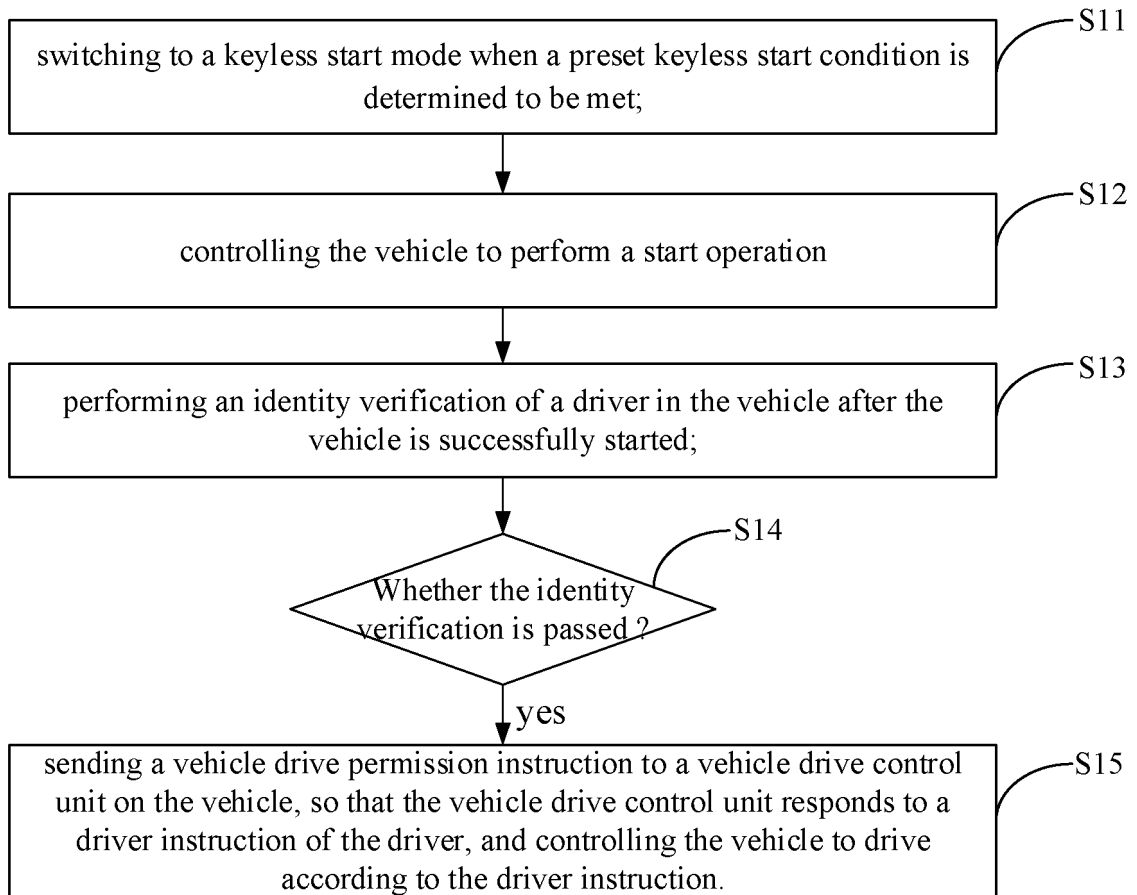 S11
switching to a keyless start mode when a preset keyless start condition is
determined to be met;
S12
controlling the vehicle to perform a start operation
S13
performing an identity verification of a driver in the vehicle after the
vehicle is successfully started;
S14
Whether the identity
verification is passed ?
yes
S15
sending a vehicle drive permission instruction to a vehicle drive control
unit on the vehicle, so that the vehicle drive control unit responds to a
driver instruction of the driver, and controlling the vehicle to drive
according to the driver instruction.